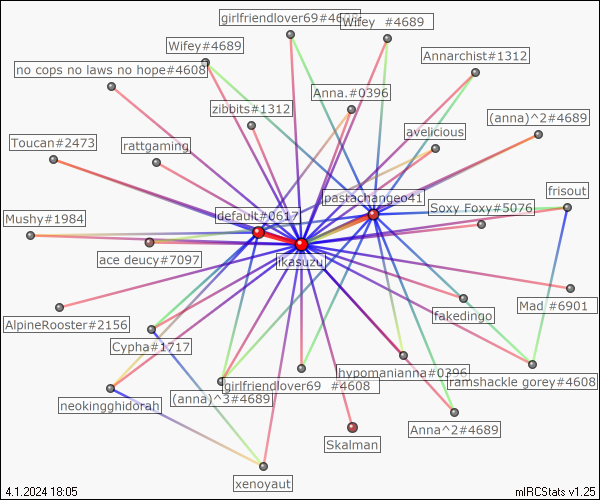 girlfriendlover69#4608
Wifey #4689
Wifey#4689
Annarchist#1312
no cops no laws no hope#4608
Anna.#0396
zibbits#1312
(anna)^2#4689
avelicious
Toucan#2473
rattgaming
frisout
pastachangeo41
Soxy Foxy#5076
default#0617
Mushy#1984
ace deucy#7097
ikasuzu
Mad #6901
fakedingo
AlpineRooster#2156
Cypha#1717
hypomanianna#0396
ramshackle gorey#4608
girlfriendlover69 #4608
(anna)^3#4689
neokingghidorah
Anna^2#4689
Skalman
xenoyaut
4.1.2024 18:05
mIRCStats v1.25